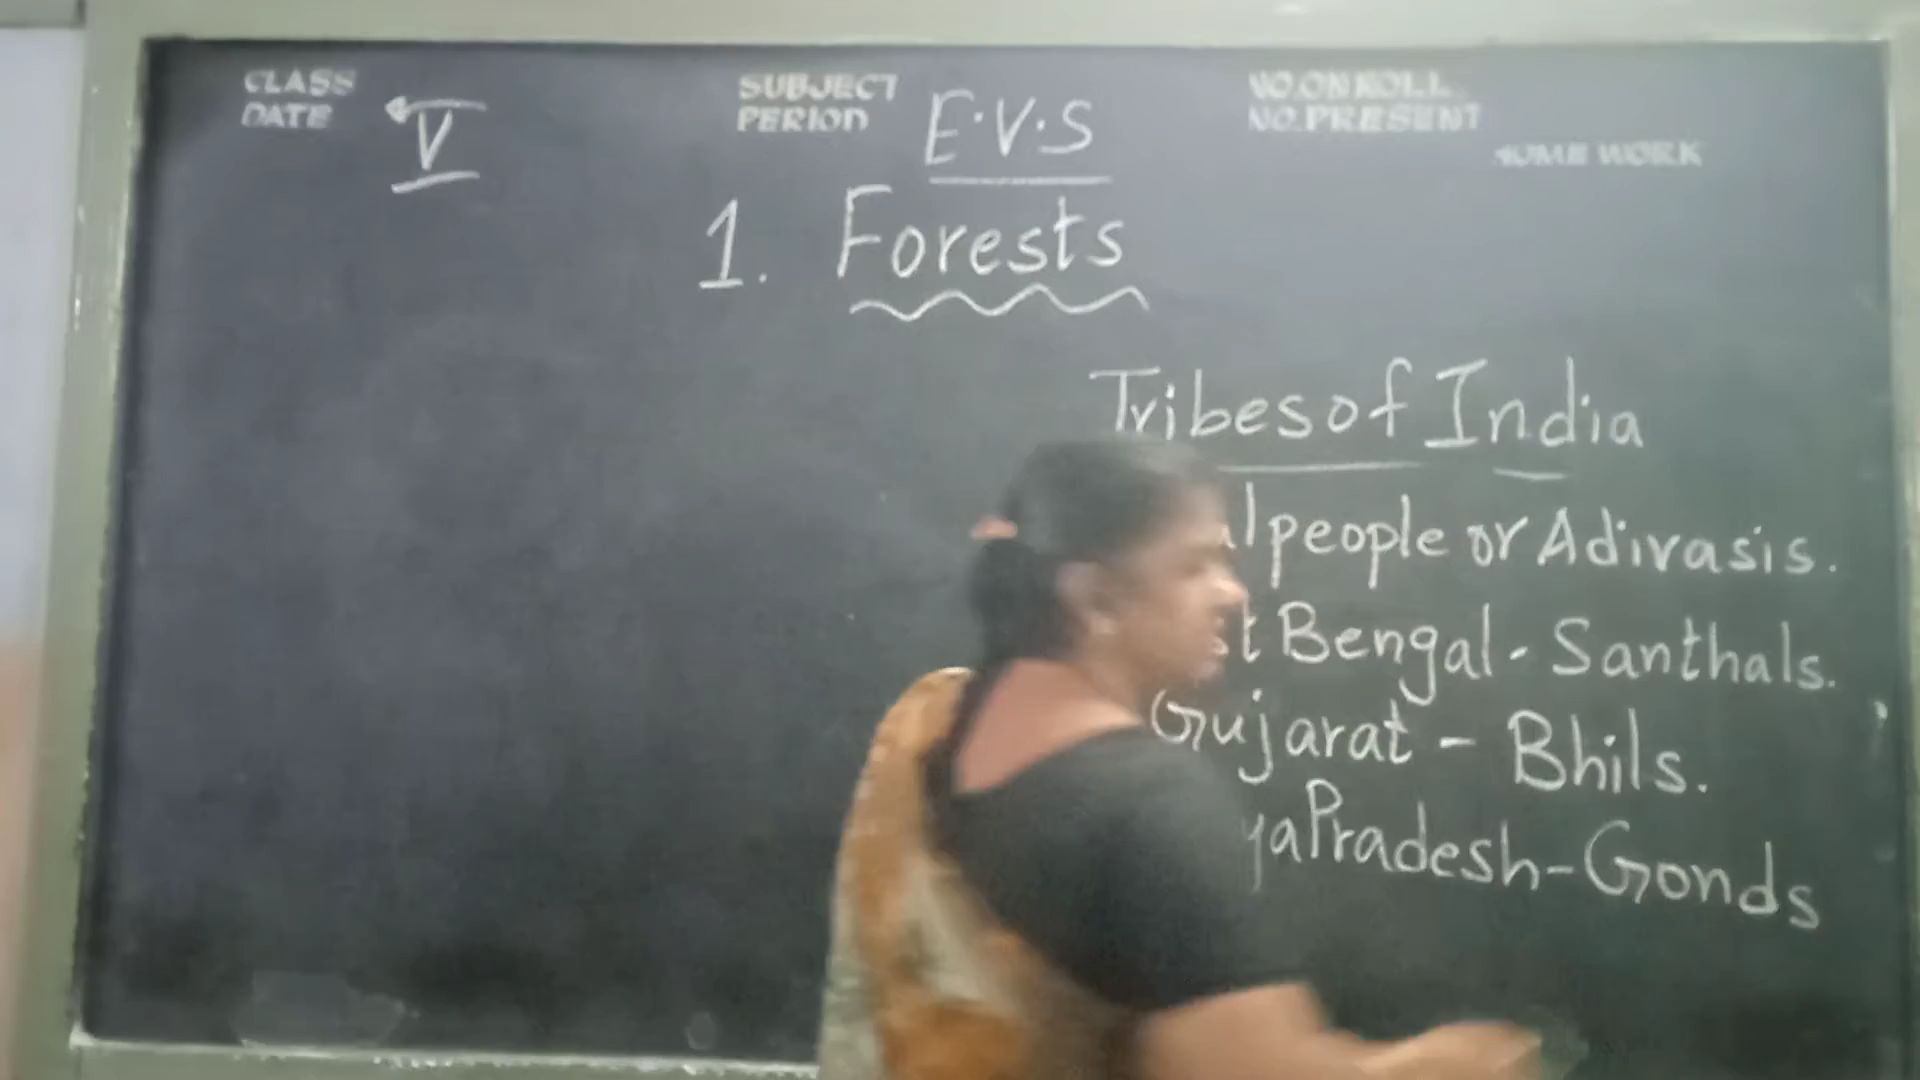 CLASS
DATE
V
SUBJECT
PERIOD
E.V.S
NO.ON ROLL
NO.PRESENT
HOME WORK
1. Forests
Tribes of India
people or Adivasis.
Bengal - Santhals.
Gujarat - Bhils.
Pradesh - Gonds